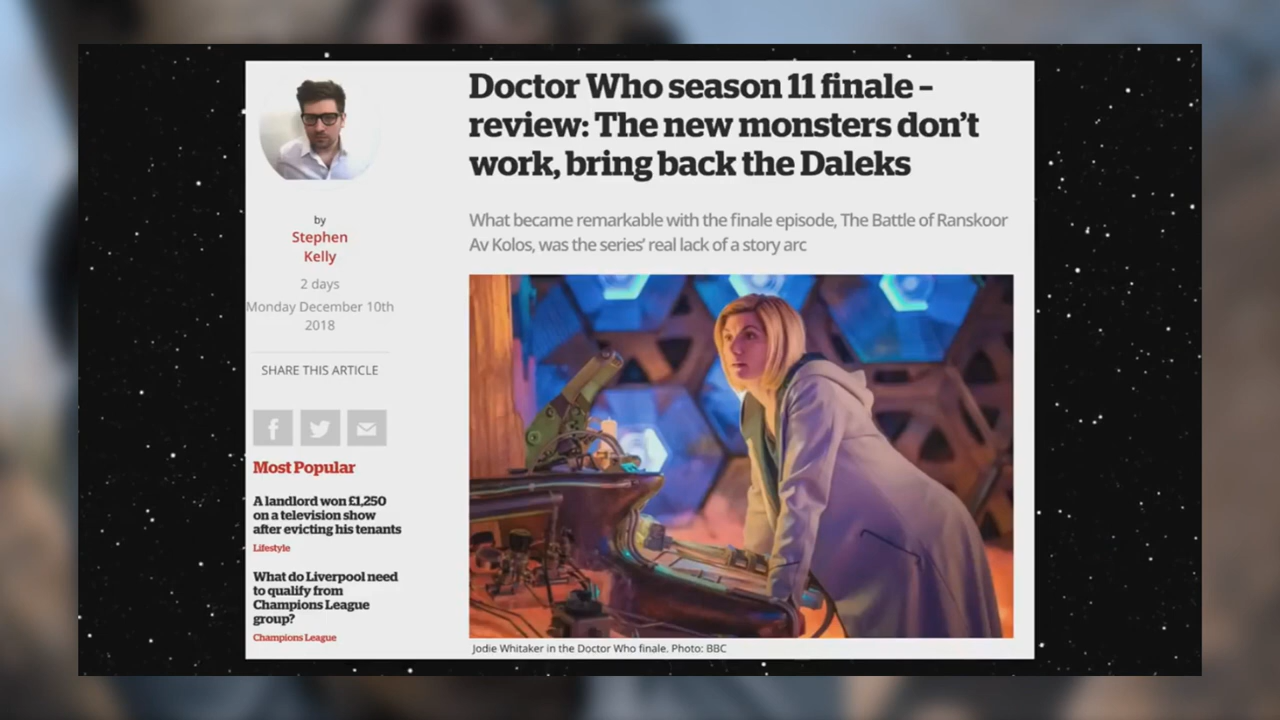 Doctor Who season 11 finale –
review: The new monsters don't
work, bring back the Daleks
What became remarkable with the finale episode, The Battle of Ranskoor
Av Kolos, was the series' real lack of a story arc
by
Stephen
Kelly
2 days
Monday December 10th
2018
SHARE THIS ARTICLE
Most Popular
A landlord won £1,250
on a television show
after evicting his tenants
Lifestyle
What do Liverpool need
to qualify from
Champions League
group?
Champions League
Jodie Whitaker in the Doctor Who finale. Photo: BBC